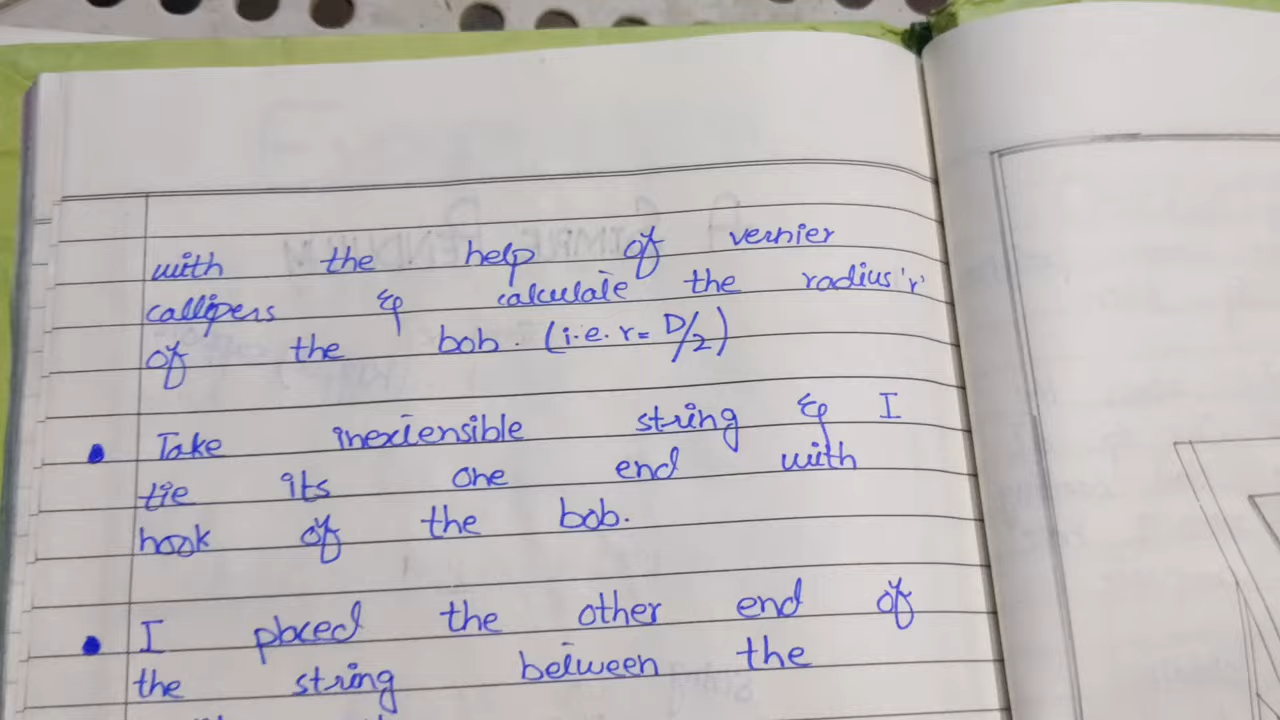 with the help of vernier
callipers & calculate the radius 'r'
of the bob. (i.e. r = D/2)
• Take inextensible string & I
tie its one end with
hook of the bob.
• I placed the other end of
the string between the